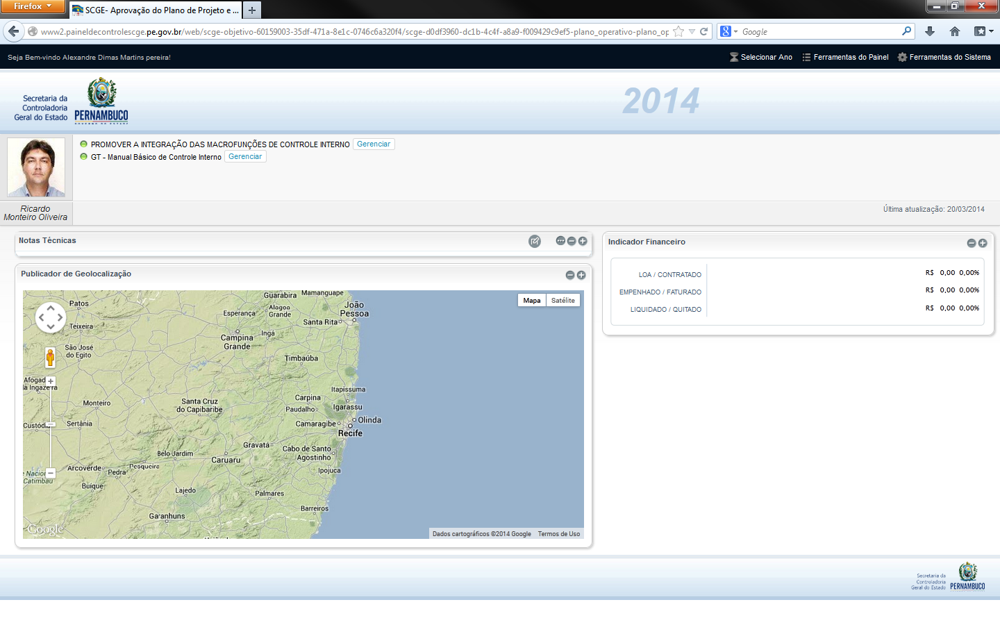 Firefox
SCGE- Aprovação do Plano de Projeto e ...
www2.paineldecontrolescge.pe.gov.br/web/scge-objetivo-60159003-35df-471a-8e1c-0746c6a320f4/scge-d0df3960-dc1b-4c4f-a8a9-f009429c9ef5-plano_operativo-plano_op
Google
Seja Bem-vindo Alexandre Dimas Martins pereira!
Selecionar Ano
Ferramentas do Painel
Ferramentas do Sistema
Secretaria da
Controladoria
Geral do Estado
PERNAMBUCO
GOVERNO DO ESTADO
2014
PROMOVER A INTEGRAÇÃO DAS MACROFUNÇÕES DE CONTROLE INTERNO Gerenciar
GT - Manual Básico de Controle Interno Gerenciar
Ricardo
Monteiro Oliveira
Última atualização: 20/03/2014
Notas Técnicas
Indicador Financeiro
LOA / CONTRATADO R$ 0,00 0,00%
EMPENHADO / FATURADO R$ 0,00 0,00%
LIQUIDADO / QUITADO R$ 0,00 0,00%
Publicador de Geolocalização
Mapa
Satélite
Guarabira
Mamanguape
Patos
João
Pessoa
Alagoa
Grande
Esperança
Santa Rita
Teixeira
Ingá
Campina
Grande
São José
do Egito
Timbaúba
Afogad
la Ingazeira
Itapissuma
Monteiro
Santa Cruz
do Capibaribe
Carpina
Igarassu
Paudalho
Custódia
Sertânia
Camaragibe
Olinda
Recife
Gravatá
Cabo de Santo
Agostinho
Belo Jardim
Caruaru
Arcoverde
Pesqueira
Pedra
Ipojuca
e Nacion
Catimbau
Buíque
Lajedo
Palmares
Barreiros
Garanhuns
Google
Dados cartográficos ©2014 Google
Termos de Uso
Secretaria da
Controladoria
Geral do Estado
PERNAMBUCO